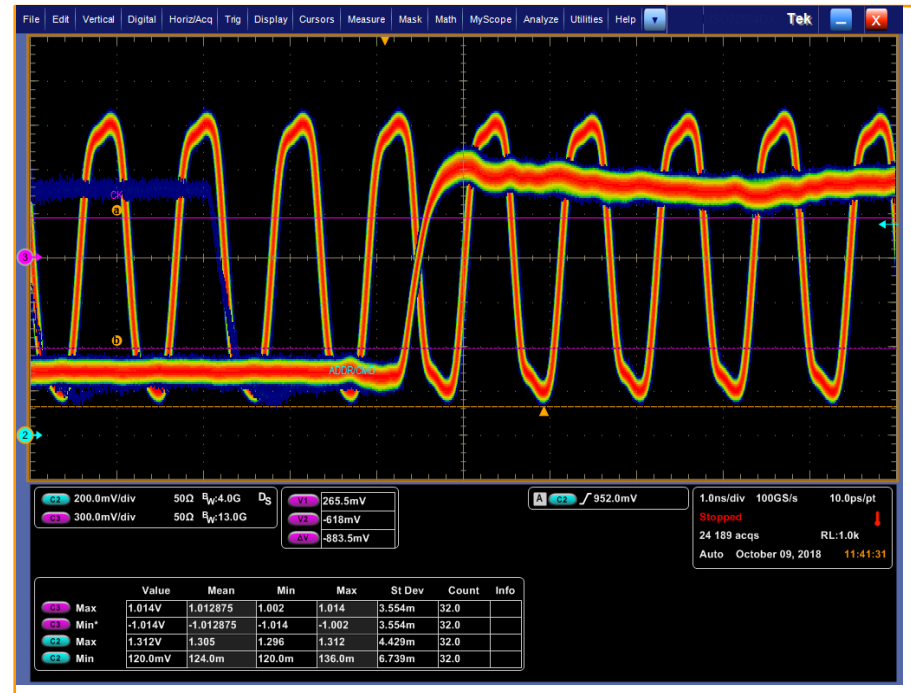 File Edit Vertical Digital Horiz/Acq Trig Display Cursors Measure Mask Math MyScope Analyze Utilities Help Tek X
CK
a
3
b
ADDR/CMD
2
C2 200.0mV/div 50Ω BW:4.0G DS
C3 300.0mV/div 50Ω BW:13.0G
V1 265.5mV
V2 -618mV
ΔV -883.5mV
A C2 952.0mV
1.0ns/div 100GS/s 10.0ps/pt
Stopped
24 189 acqs RL:1.0k
Auto October 09, 2018 11:41:31
Value Mean Min Max St Dev Count Info
C3 Max 1.014V 1.012875 1.002 1.014 3.554m 32.0
C3 Min* -1.014V -1.012875 -1.014 -1.002 3.554m 32.0
C2 Max 1.312V 1.305 1.296 1.312 4.429m 32.0
C2 Min 120.0mV 124.0m 120.0m 136.0m 6.739m 32.0